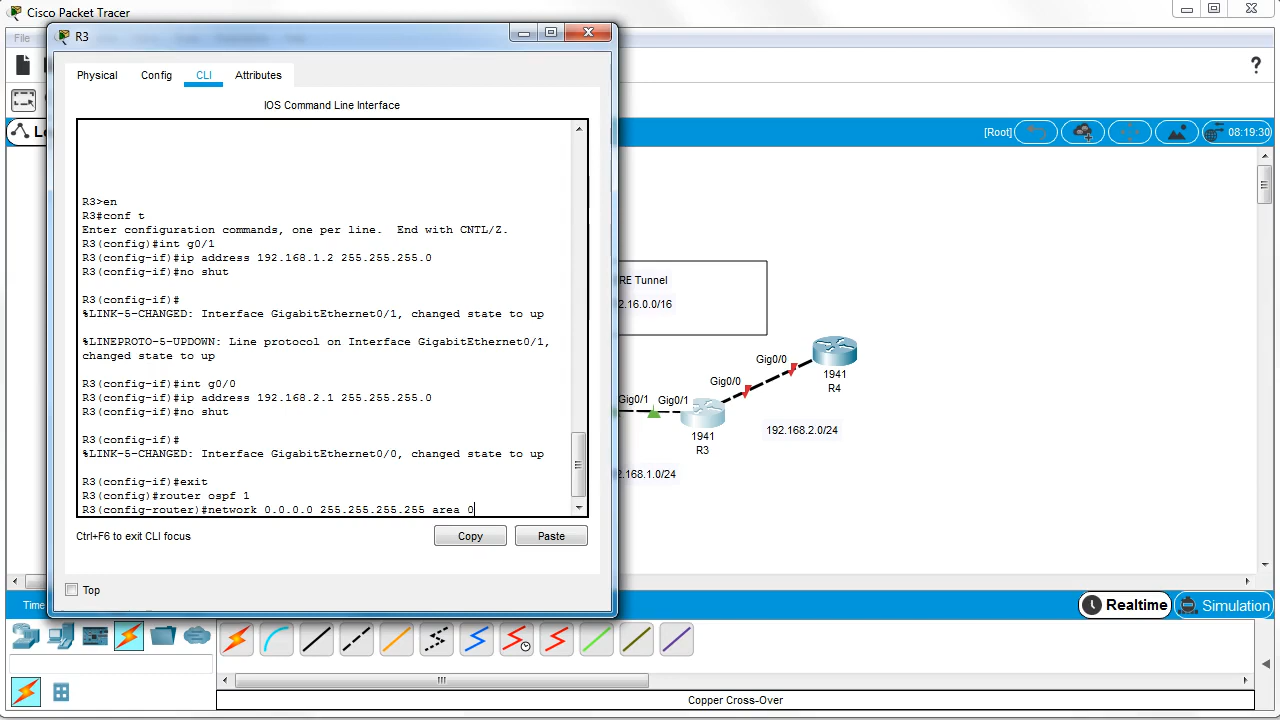 Cisco Packet Tracer
R3
File
Physical
Config
CLI
Attributes
IOS Command Line Interface
[Root]
08:19:30
R3>en
R3#conf t
Enter configuration commands, one per line.  End with CNTL/Z.
R3(config)#int g0/1
R3(config-if)#ip address 192.168.1.2 255.255.255.0
R3(config-if)#no shut
R3(config-if)#
%LINK-5-CHANGED: Interface GigabitEthernet0/1, changed state to up
%LINEPROTO-5-UPDOWN: Line protocol on Interface GigabitEthernet0/1,
changed state to up
R3(config-if)#int g0/0
R3(config-if)#ip address 192.168.2.1 255.255.255.0
R3(config-if)#no shut
R3(config-if)#
%LINK-5-CHANGED: Interface GigabitEthernet0/0, changed state to up
R3(config-if)#exit
R3(config)#router ospf 1
R3(config-router)#network 0.0.0.0 255.255.255.255 area 0
Ctrl+F6 to exit CLI focus
Copy
Paste
Top
RE Tunnel
2.16.0.0/16
Gig0/0
1941
R4
Gig0/0
Gig0/1
Gig0/1
1941
R3
192.168.2.0/24
.168.1.0/24
Time
Realtime
Simulation
Copper Cross-Over